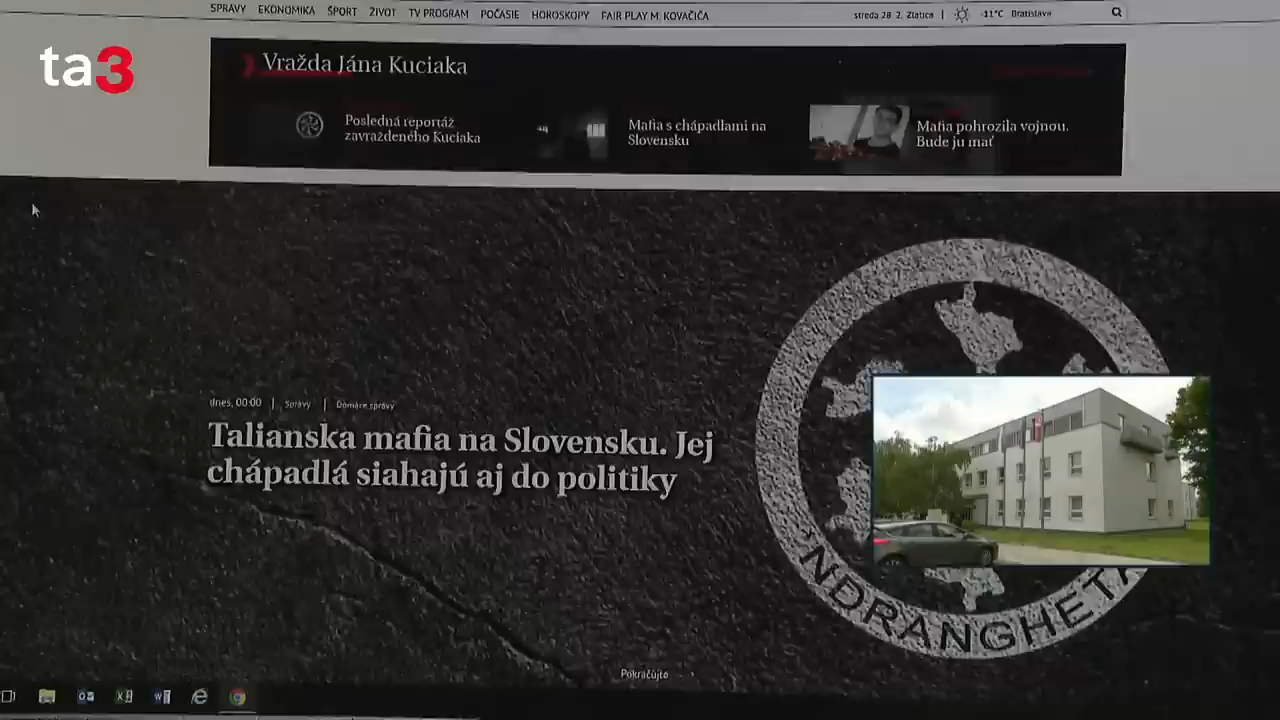 SPRÁVY EKONOMIKA ŠPORT ŽIVOT TV PROGRAM POČASIE HOROSKOPY FAIR PLAY M. KOVAČIČA
streda 28. 2. Zlatica | -11°C Bratislava
ta3
Vražda Jána Kuciaka
Posledná reportáž
zavraždeného Kuciaka
Mafia s chápadlami na
Slovensku
Mafia pohrozila vojnou.
Bude ju mať
dnes, 00:00 | Správy | Domáce správy
Talianska mafia na Slovensku. Jej
chápadlá siahajú aj do politiky
'NDRANGHETA
Pokračujte